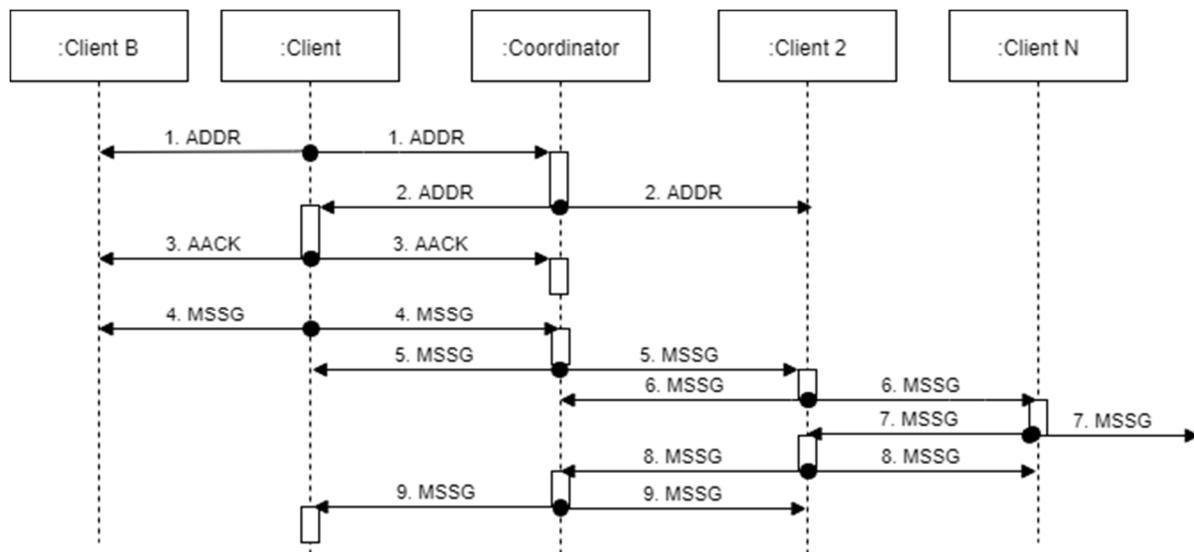 :Client B
:Client
:Coordinator
:Client 2
:Client N
1. ADDR
1. ADDR
2. ADDR
2. ADDR
3. AACK
3. AACK
4. MSSG
4. MSSG
5. MSSG
5. MSSG
6. MSSG
6. MSSG
7. MSSG
7. MSSG
8. MSSG
8. MSSG
9. MSSG
9. MSSG